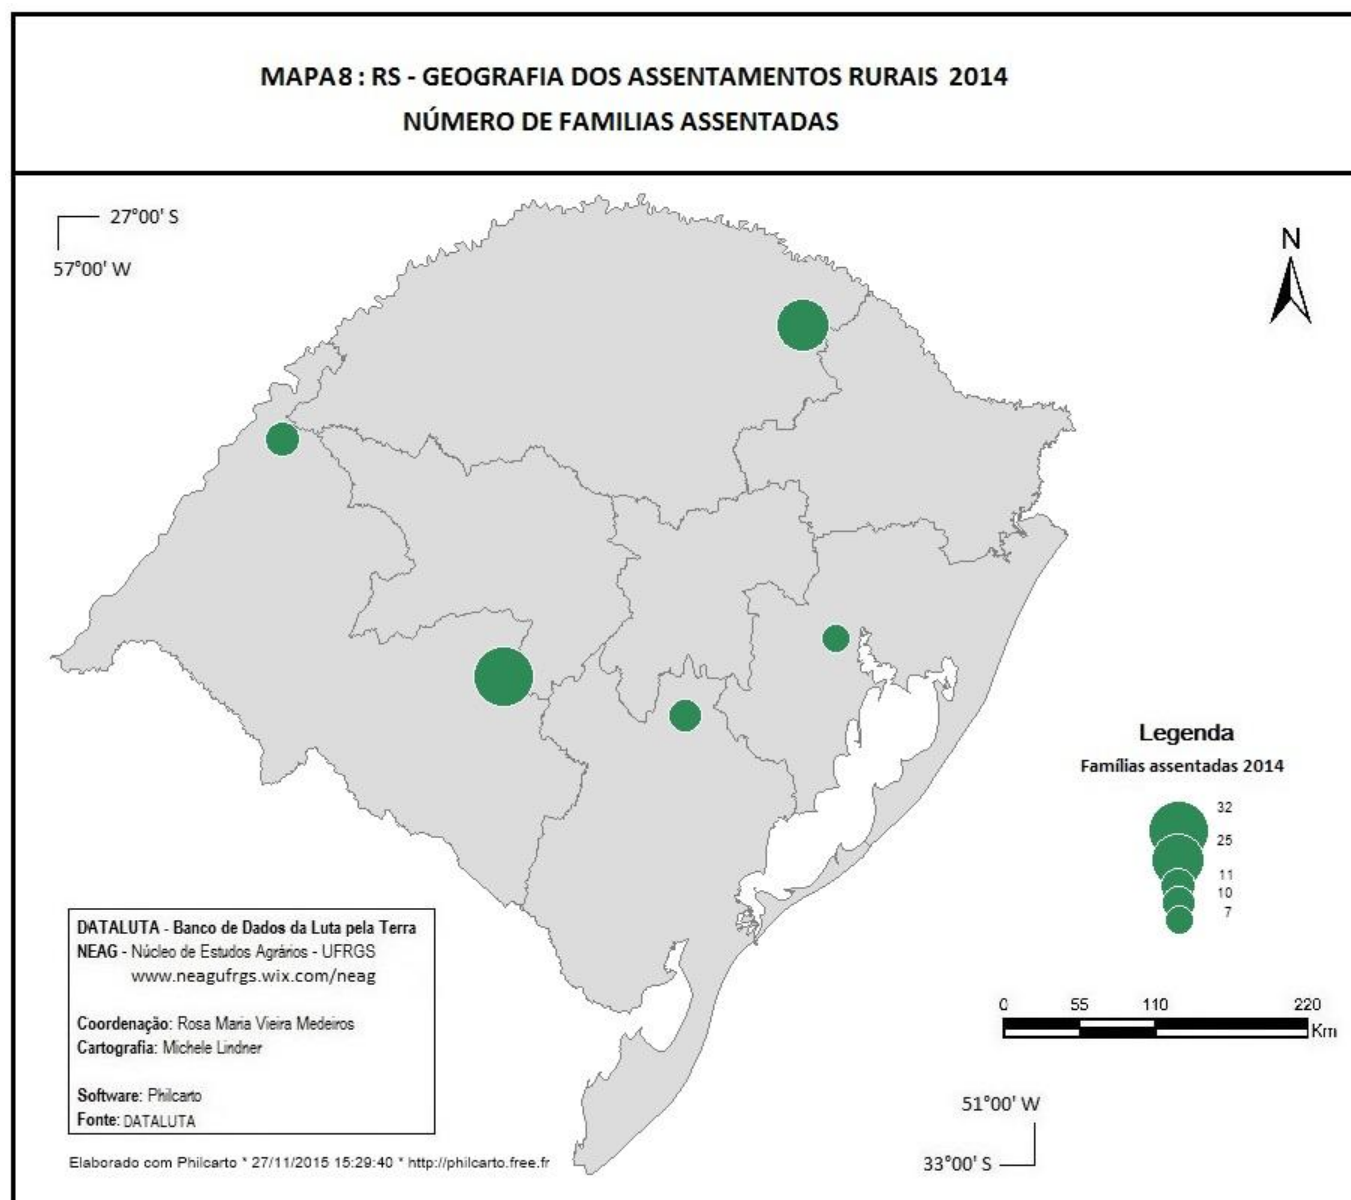 MAPA8 : RS - GEOGRAFIA DOS ASSENTAMENTOS RURAIS 2014
NÚMERO DE FAMILIAS ASSENTADAS
27°00' S
57°00' W
N
Legenda
Famílias assentadas 2014
32
25
11
10
7
DATALUTA - Banco de Dados da Luta pela Terra
NEAG - Núcleo de Estudos Agrários - UFRGS
www.neagufrgs.wix.com/neag
Coordenação: Rosa Maria Vieira Medeiros
Cartografia: Michele Lindner
Software: Philcarto
Fonte: DATALUTA
0 55 110 220
Km
51°00' W
33°00' S
Elaborado com Philcarto * 27/11/2015 15:29:40 * http://philcarto.free.fr